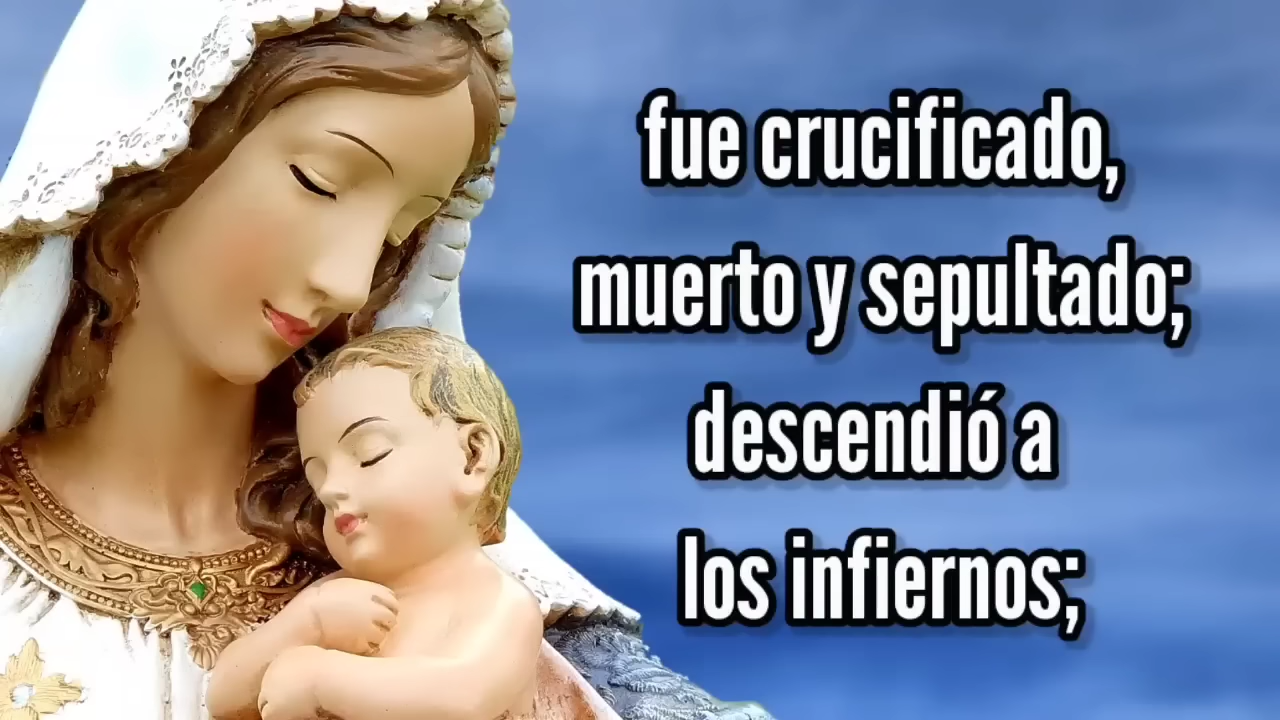 fue crucificado,
muerto y sepultado;
descendió a
los infiernos;